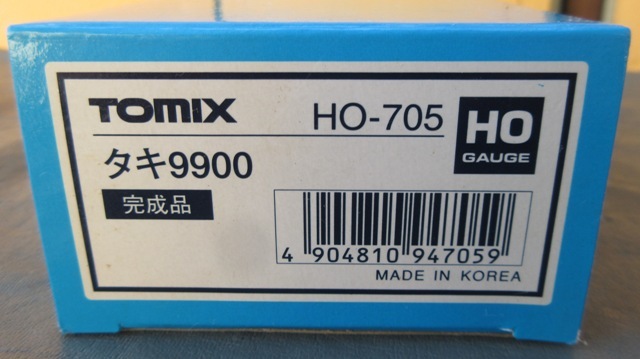 TOMIX HO-705 HO
GAUGE
タキ9900
完成品
4 904810 947059
MADE IN KOREA